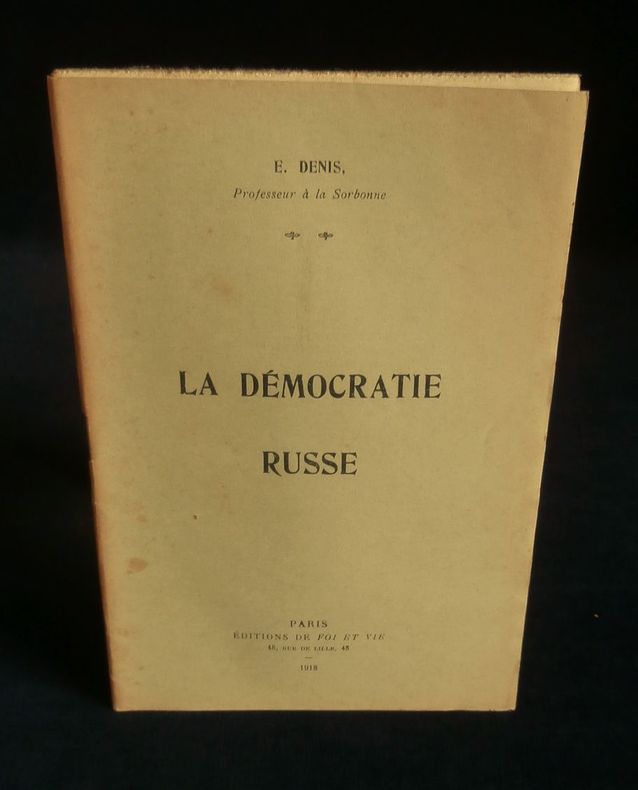 E. DENIS,
Professeur à la Sorbonne
LA DÉMOCRATIE
RUSSE
PARIS
ÉDITIONS DE FOI ET VIE
48, RUE DE LILLE, 48
1918